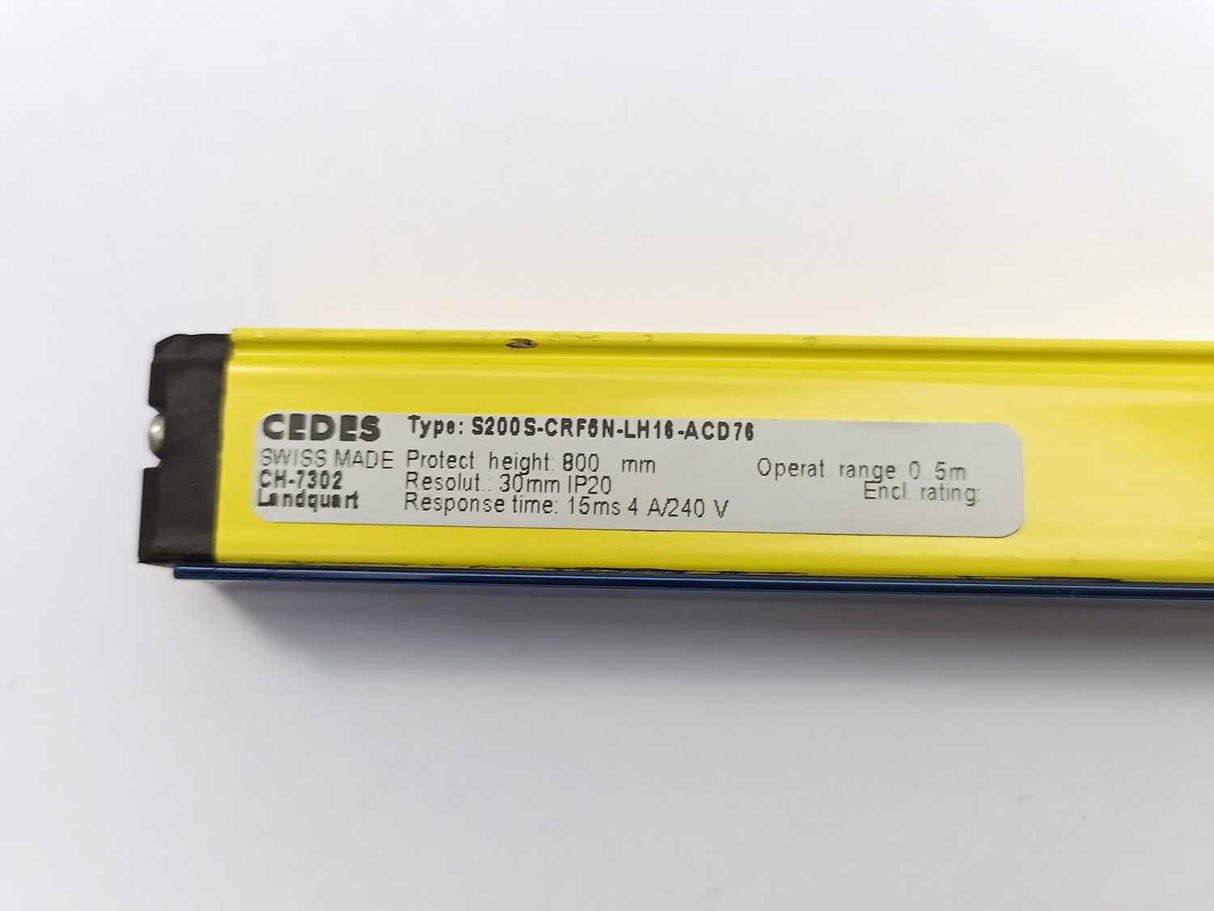 CEDES Type: S200S-CRF5N-LH16-ACD76
SWISS MADE Protect height: 800 mm Operat. range 0..5m
CH-7302 Resolut.: 30mm IP20 Encl. rating:
Landquart Response time: 15ms 4 A/240 V